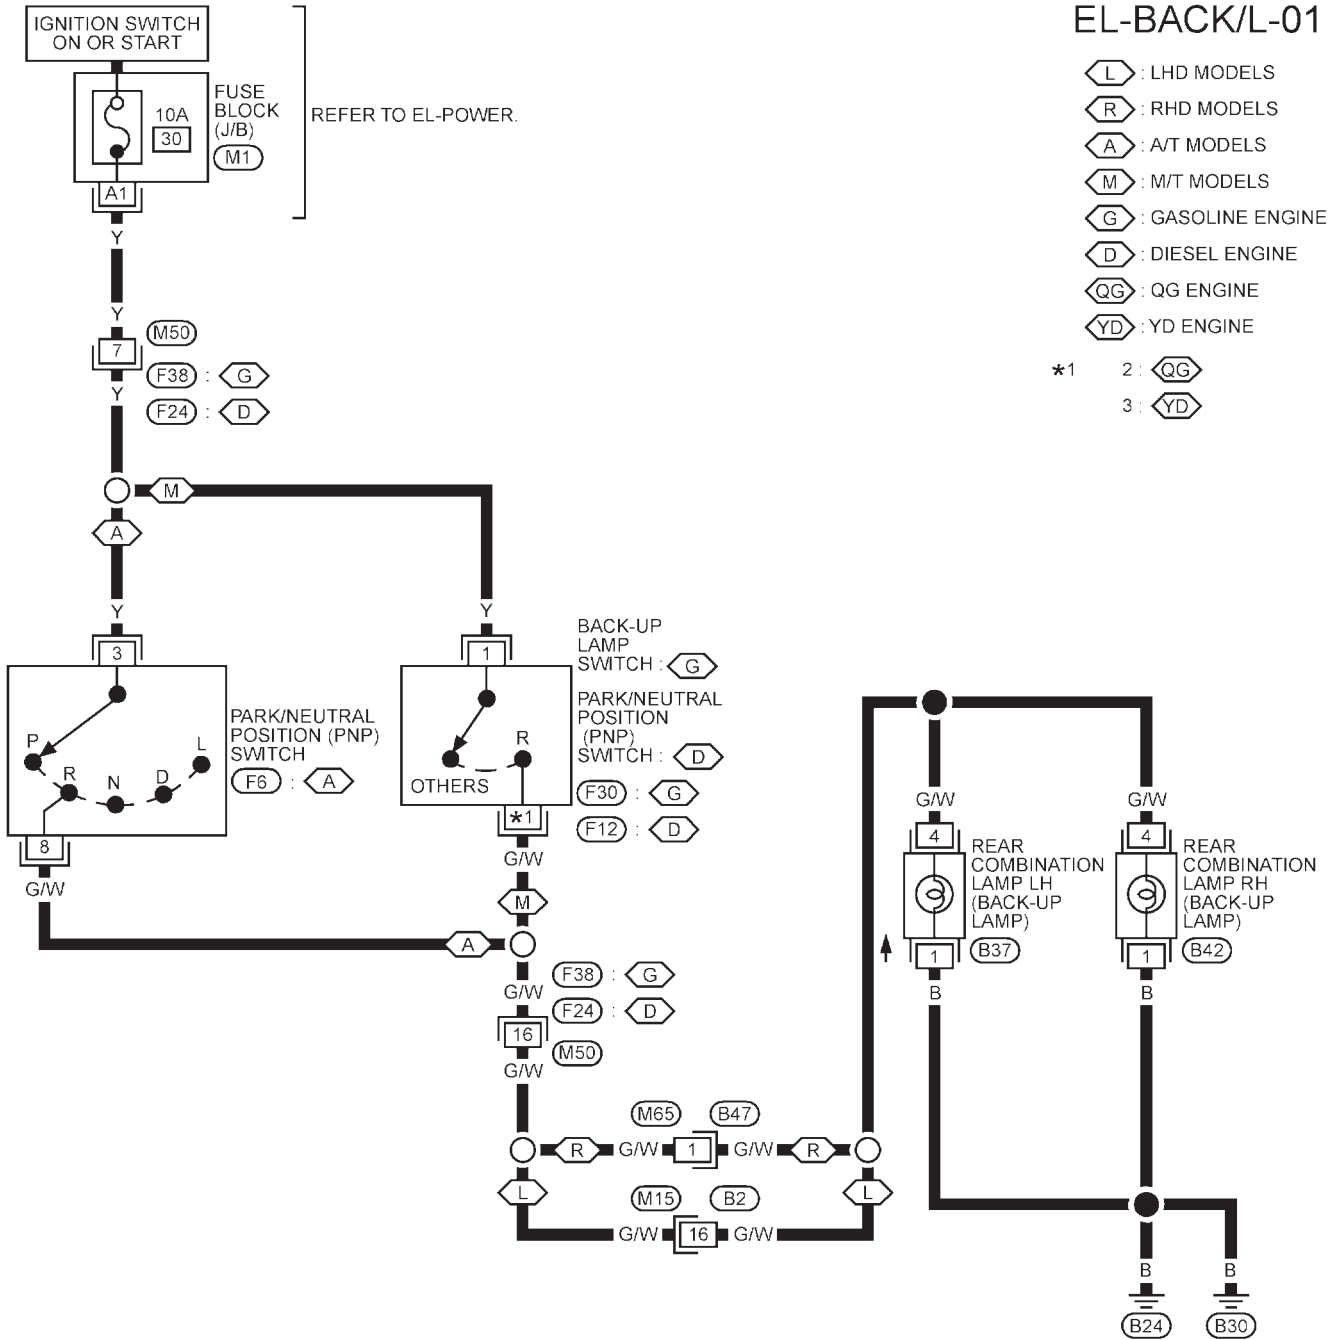 EL-BACK/L-01
IGNITION SWITCH
ON OR START
FUSE
BLOCK
(J/B)
M1
10A
30
REFER TO EL-POWER.
A1
Y
Y
7
M50
F38 : G
F24 : D
Y
M
A
Y
Y
L : LHD MODELS
R : RHD MODELS
A : A/T MODELS
M : M/T MODELS
G : GASOLINE ENGINE
D : DIESEL ENGINE
QG : QG ENGINE
YD : YD ENGINE
*1 2 : QG
3 : YD
3
P
R
N
D
L
PARK/NEUTRAL
POSITION (PNP)
SWITCH
F6 : A
8
G/W
A
1
OTHERS
R
BACK-UP
LAMP
SWITCH : G
PARK/NEUTRAL
POSITION
(PNP)
SWITCH : D
F30 : G
F12 : D
*1
G/W
M
F38 : G
F24 : D
G/W
16
M50
G/W
M65 B47
R G/W 1 G/W R
L L
M15 B2
G/W 16 G/W
G/W
4
REAR
COMBINATION
LAMP LH
(BACK-UP
LAMP)
B37
1
B
G/W
4
REAR
COMBINATION
LAMP RH
(BACK-UP
LAMP)
B42
1
B
B B
B24 B30